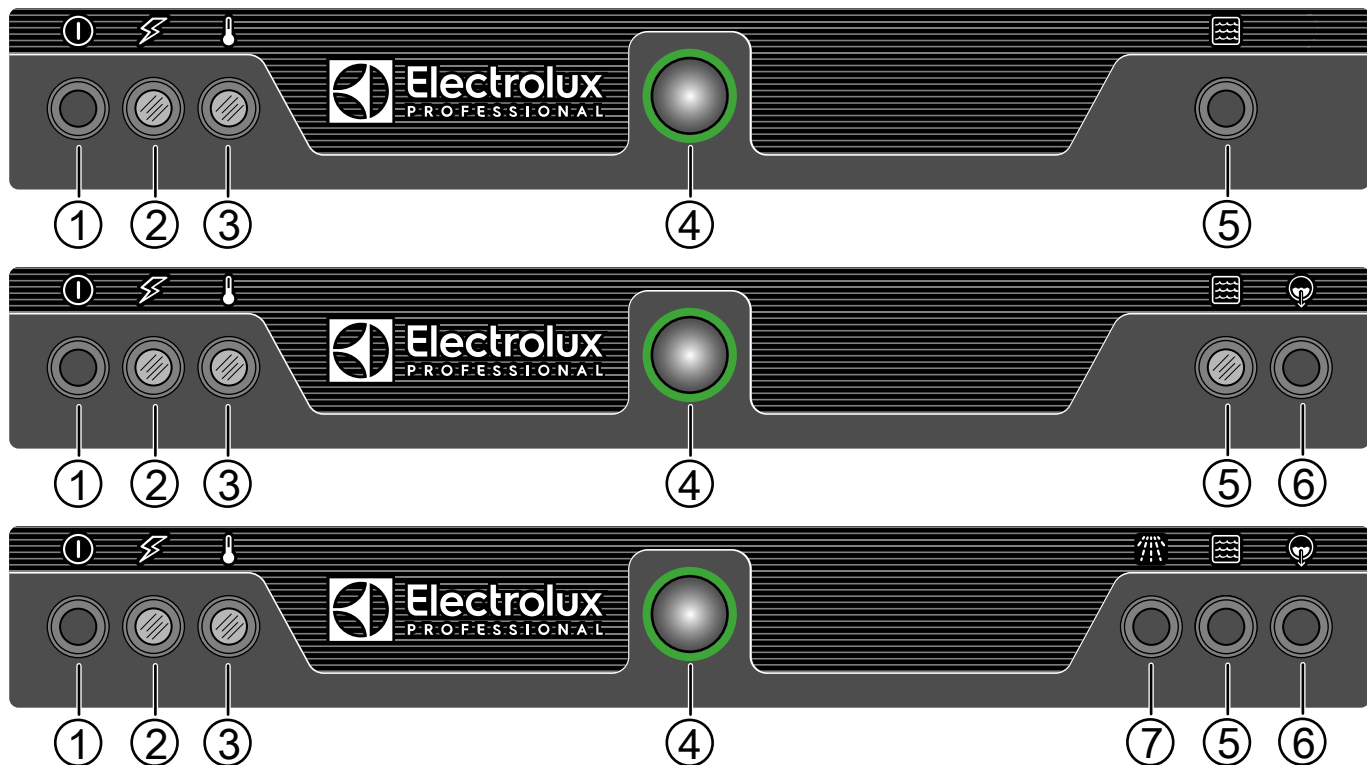 Electrolux
PROFESSIONAL
1 2 3 4 5
Electrolux
PROFESSIONAL
1 2 3 4 5 6
Electrolux
PROFESSIONAL
1 2 3 4 7 5 6